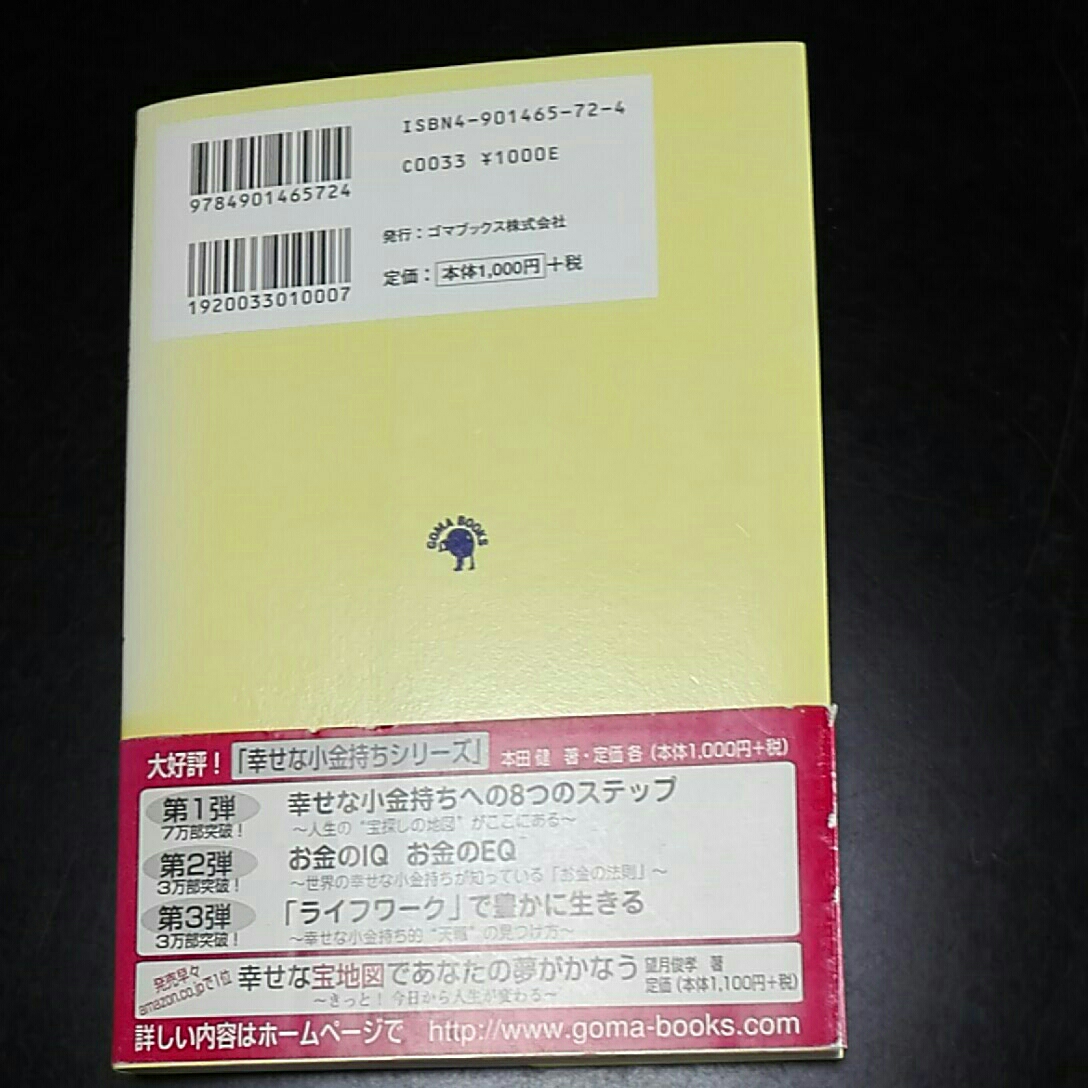 ISBN4-901465-72-4
C0033 ¥1000E
9784901465724
発行：ゴマブックス株式会社
定価：本体1,000円+税
1920033010007
GOMA BOOKS
大好評！「幸せな小金持ちシリーズ」 本田 健 著・定価 各（本体1,000円+税）
第1弾 幸せな小金持ちへの8つのステップ
7万部突破！ ～人生の“宝探しの地図”がここにある～
第2弾 お金のIQ お金のEQ
3万部突破！ ～世界の幸せな小金持ちが知っている「お金の法則」～
第3弾 「ライフワーク」で豊かに生きる
3万部突破！ ～幸せな小金持ち的“天職”の見つけ方～
発売早々
amazon.co.jpで1位
幸せな宝地図であなたの夢がかなう 望月俊孝 著
～きっと！今日から人生が変わる～ 定価（本体1,100円+税）
詳しい内容はホームページで http://www.goma-books.com